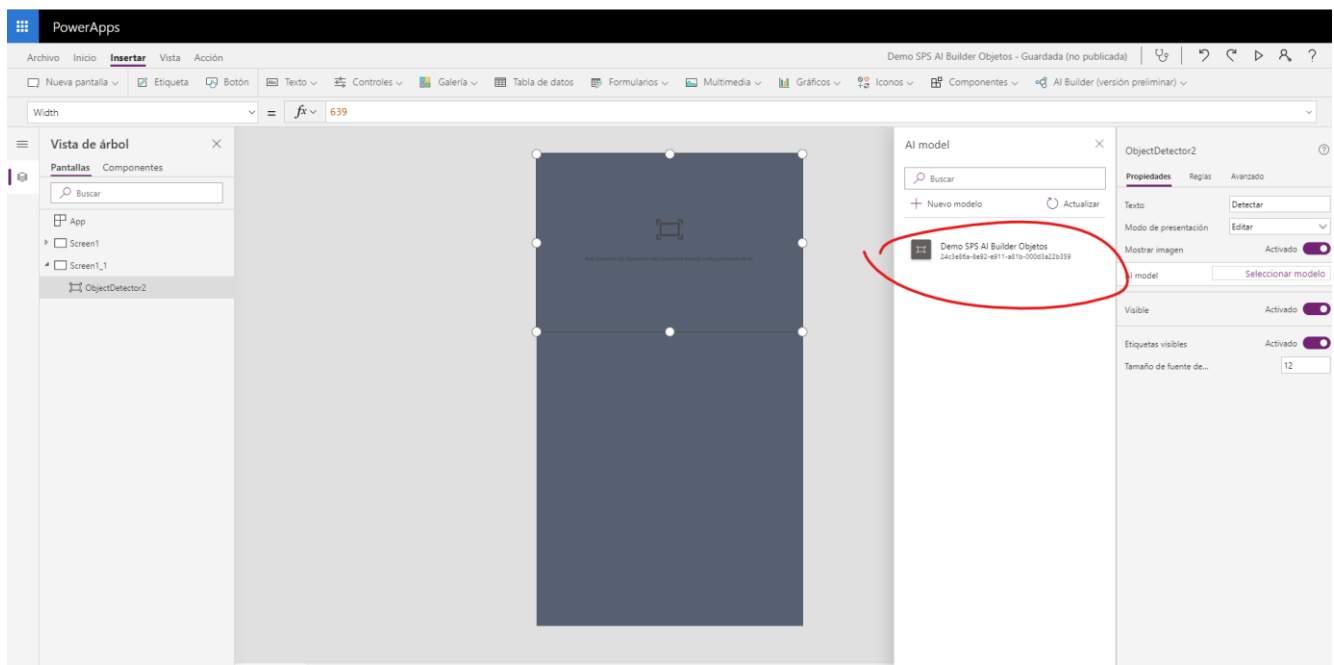 PowerApps
Archivo Inicio Insertar Vista Acción
Demo SPS AI Builder Objetos - Guardada (no publicada)
Nueva pantalla Etiqueta Botón Texto Controles Galería Tabla de datos Formularios Multimedia Gráficos Iconos Componentes AI Builder (versión preliminar)
Width = fx 639
Vista de árbol
Pantallas Componentes
Buscar
App
Screen1
Screen1_1
ObjectDetector2
AI model
Buscar
Nuevo modelo Actualizar
Demo SPS AI Builder Objetos
24c3e86a-8e92-e911-a81b-000d3a22b359
ObjectDetector2
Propiedades Reglas Avanzado
Texto Detectar
Modo de presentación Editar
Mostrar imagen Activado
AI model Seleccionar modelo
Visible Activado
Etiquetas visibles Activado
Tamaño de fuente de... 12